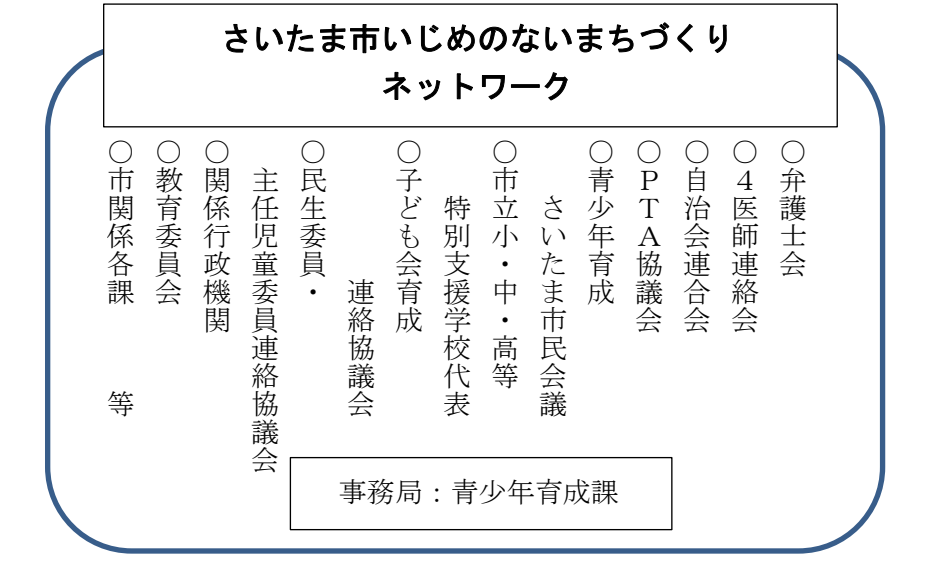 さいたま市いじめのないまちづくり
ネットワーク
○弁護士会
○4医師連絡会
○自治会連合会
○PTA協議会
○青少年育成
さいたま市民会議
○市立小・中・高等
特別支援学校代表
○子ども会育成
連絡協議会
○民生委員・
主任児童委員連絡協議会
○関係行政機関
○教育委員会
○市関係各課　　等
事務局：青少年育成課